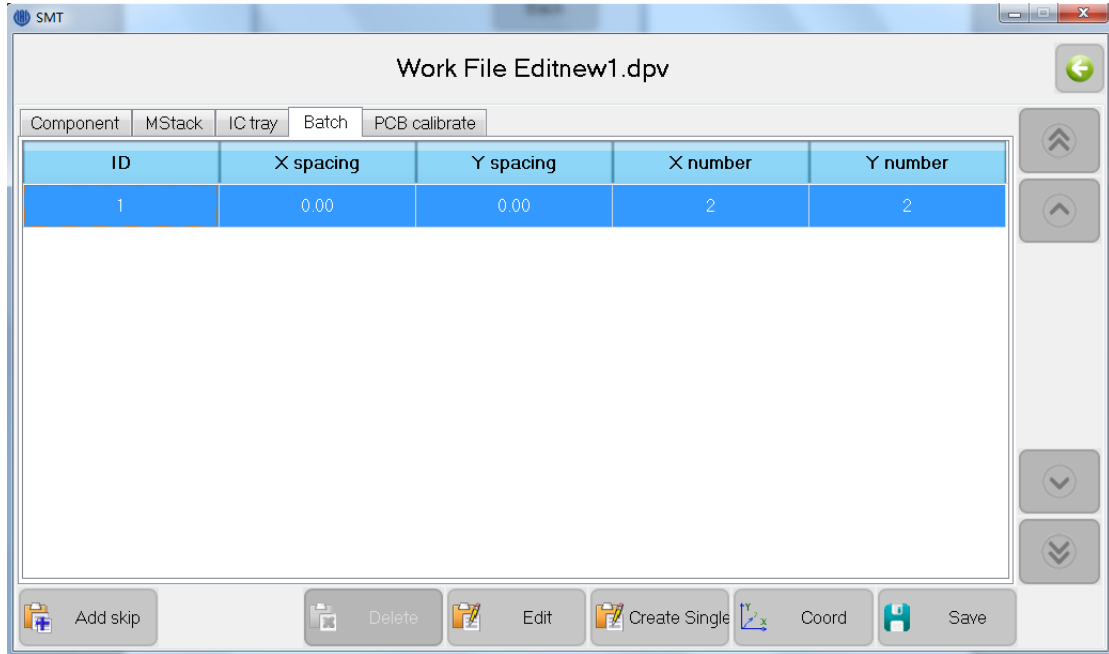 SMT
Work File Editnew1.dpv
Component MStack IC tray Batch PCB calibrate
ID X spacing Y spacing X number Y number
1 0.00 0.00 2 2
Add skip Delete Edit Create Single Coord Save